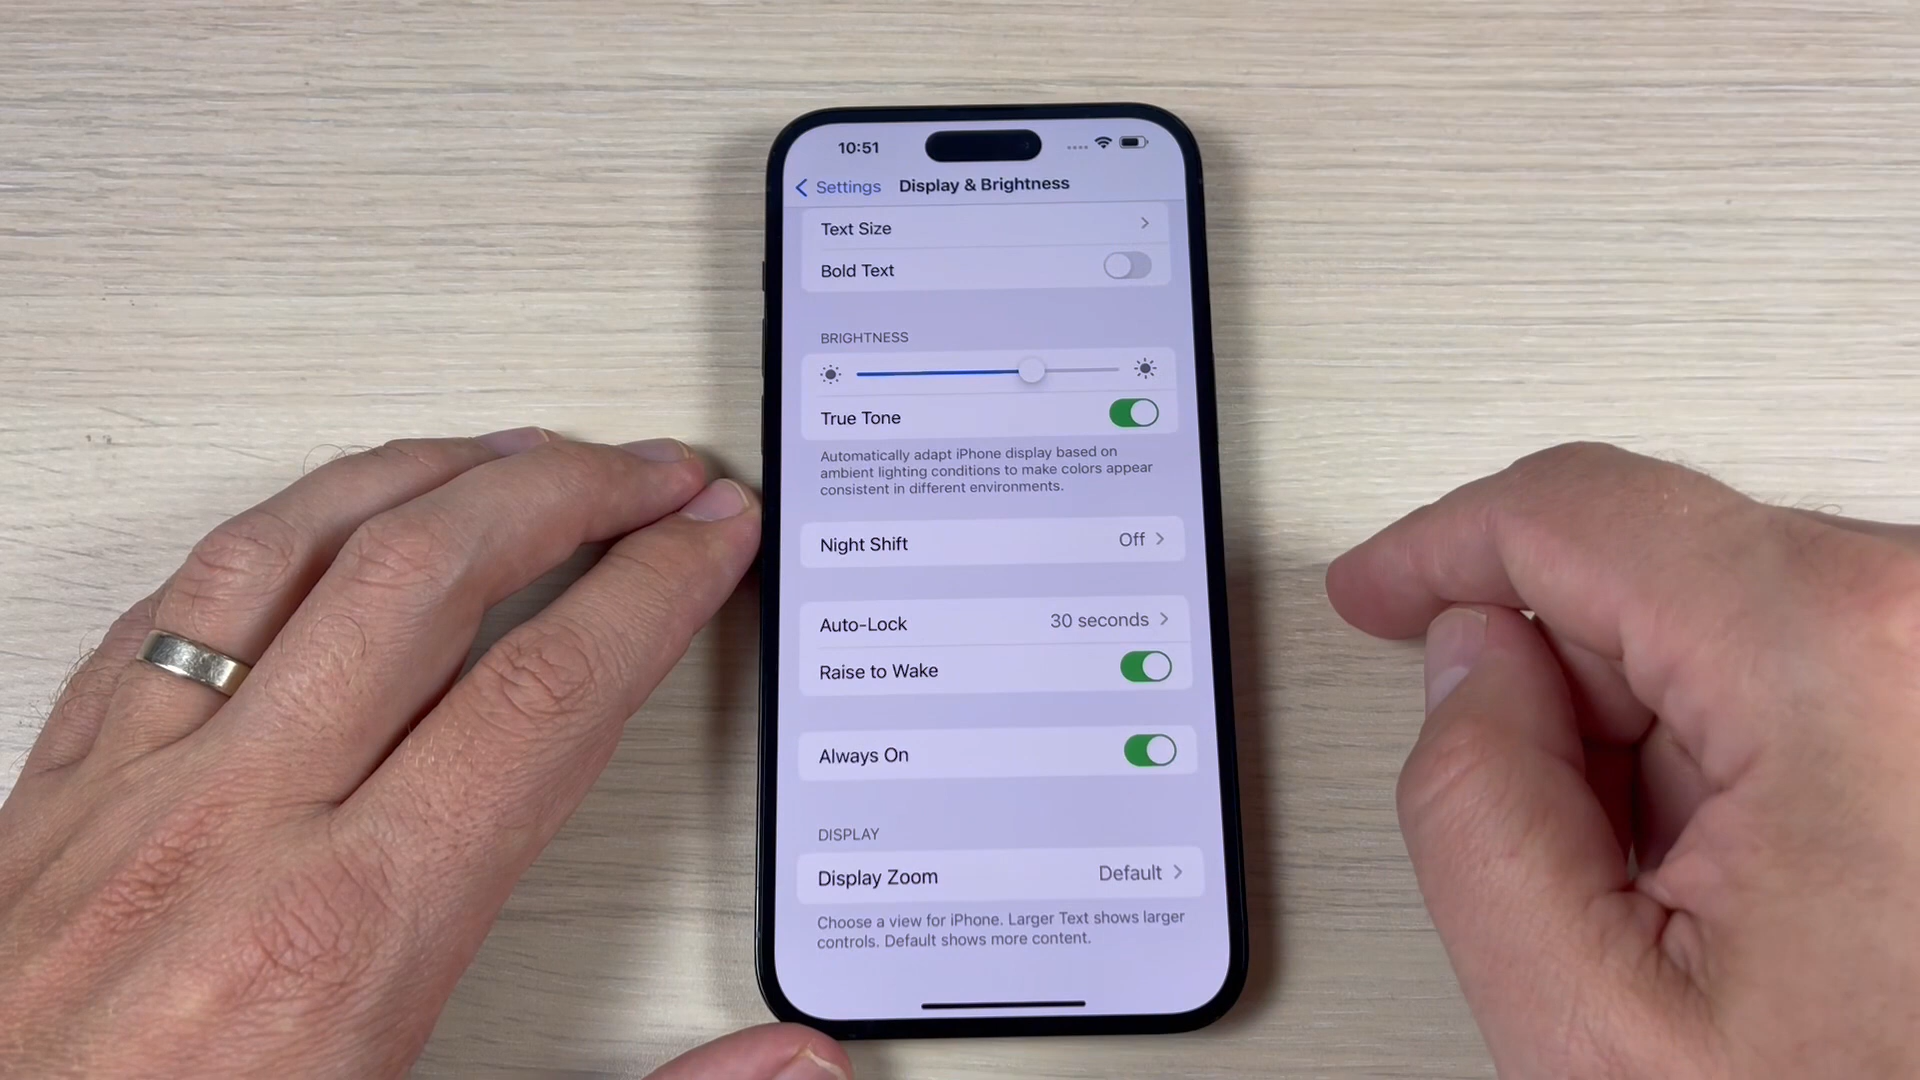 10:51
Settings Display & Brightness
Text Size
Bold Text
BRIGHTNESS
True Tone
Automatically adapt iPhone display based on
ambient lighting conditions to make colors appear
consistent in different environments.
Night Shift Off
Auto-Lock 30 seconds
Raise to Wake
Always On
DISPLAY
Display Zoom Default
Choose a view for iPhone. Larger Text shows larger
controls. Default shows more content.